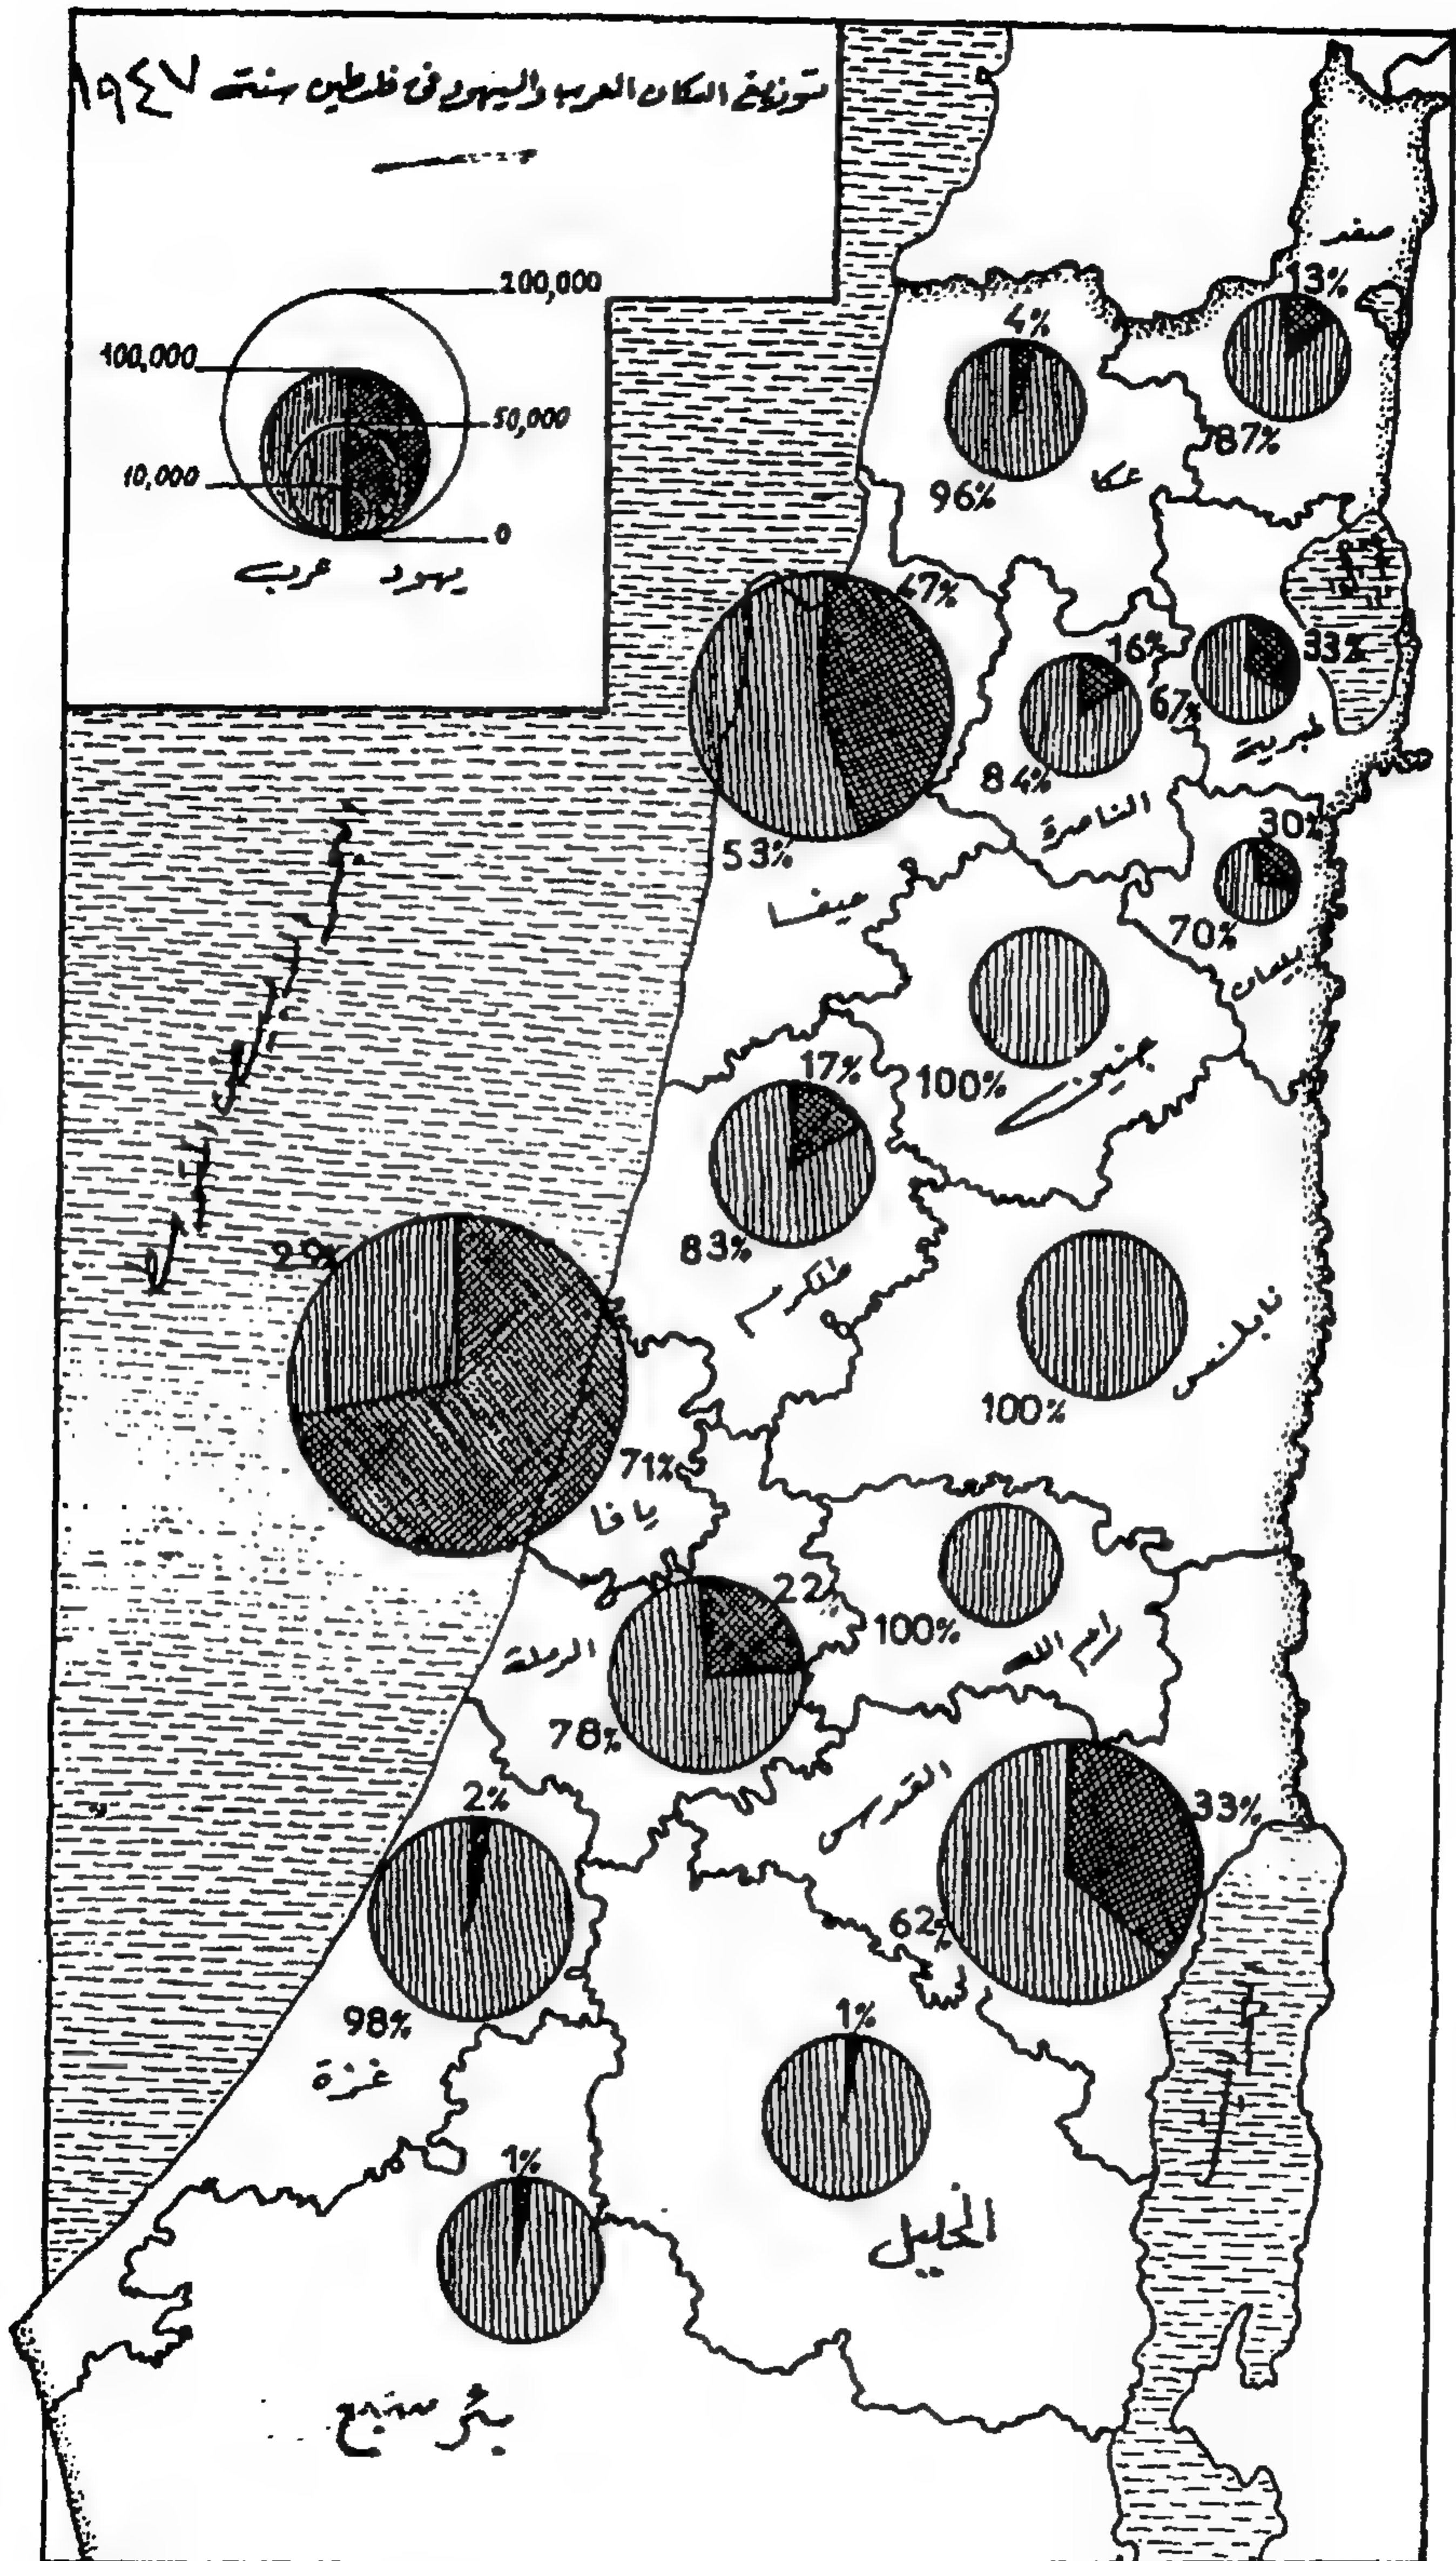 توزيع السكان العرب واليهود في فلسطين سنة ١٩٤٧
200,000
100,000
50,000
10,000
0
عرب يهود
صفد
13%
87%
4%
96%
عكا
47%
53%
حيفا
16%
84%
الناصرة
33%
67%
طبرية
30%
70%
بيسان
100%
جنين
17%
83%
طولكرم
100%
نابلس
29%
71%
يافا
22%
78%
الرملة
100%
رام الله
القدس
33%
62%
2%
98%
غزة
1%
الخليل
1%
بئر سبع